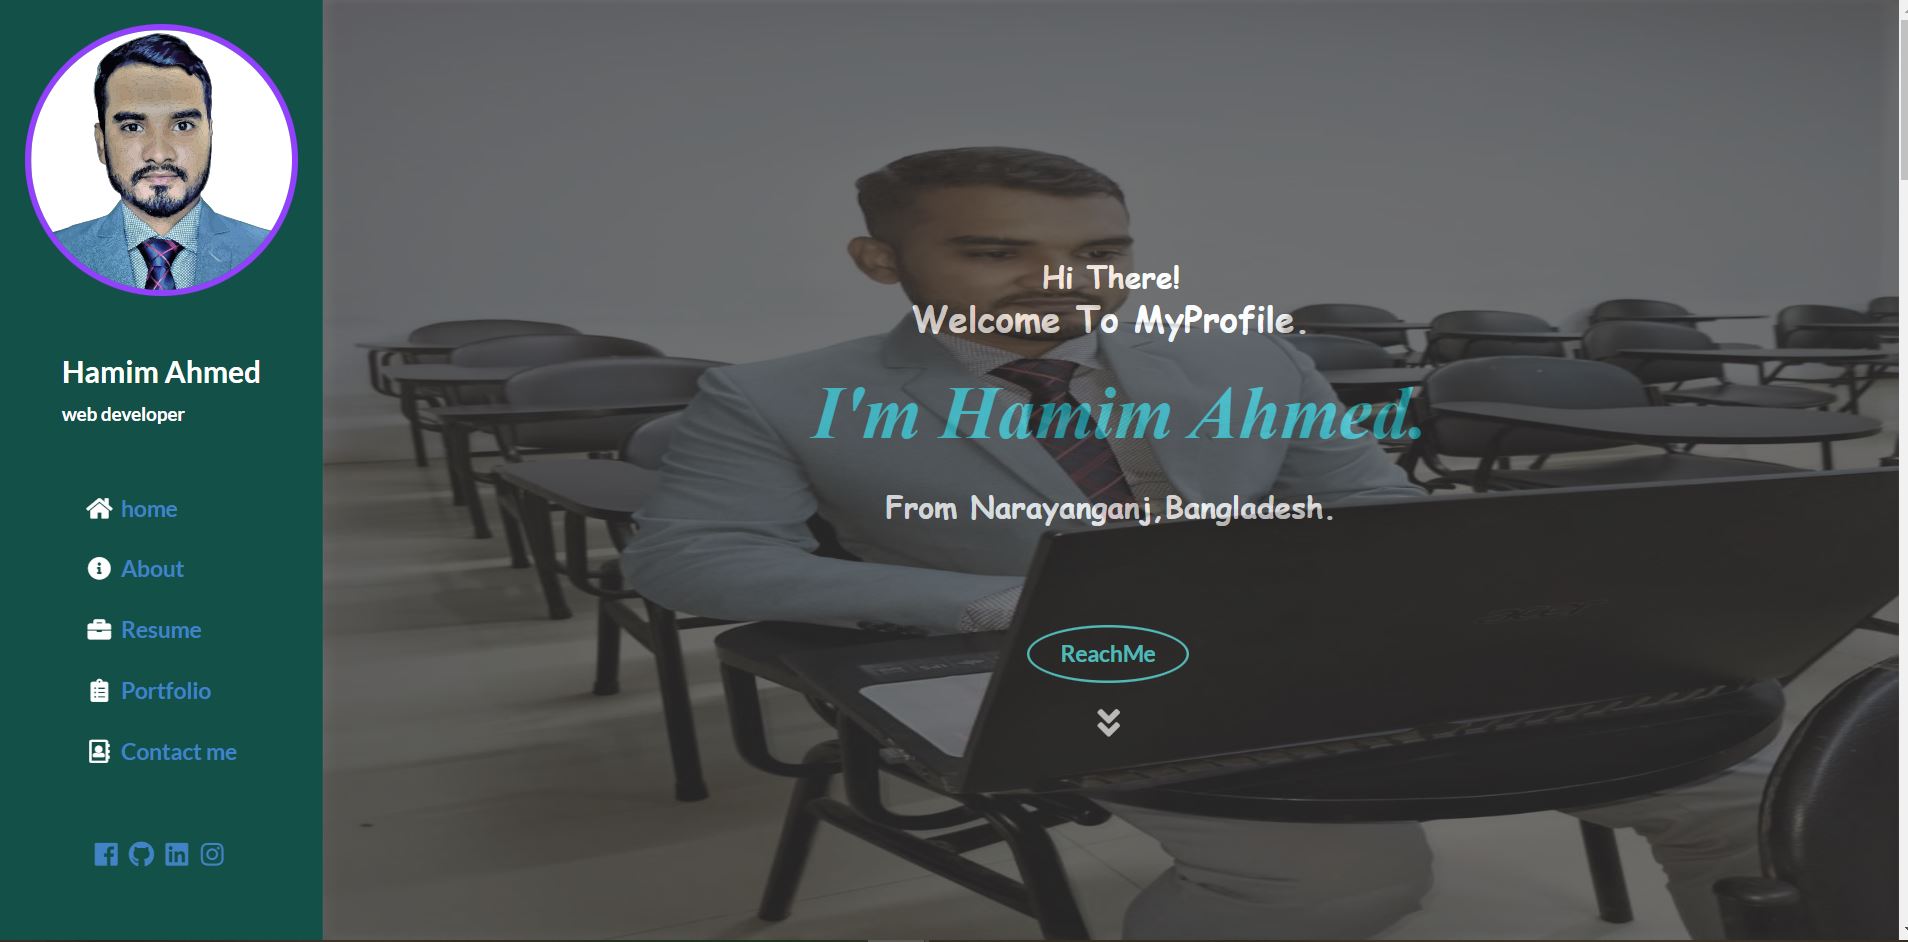 Hamim Ahmed
web developer
home
About
Resume
Portfolio
Contact me
Hi There!
Welcome To MyProfile.
I'm Hamim Ahmed.
From Narayanganj,Bangladesh.
ReachMe
acer